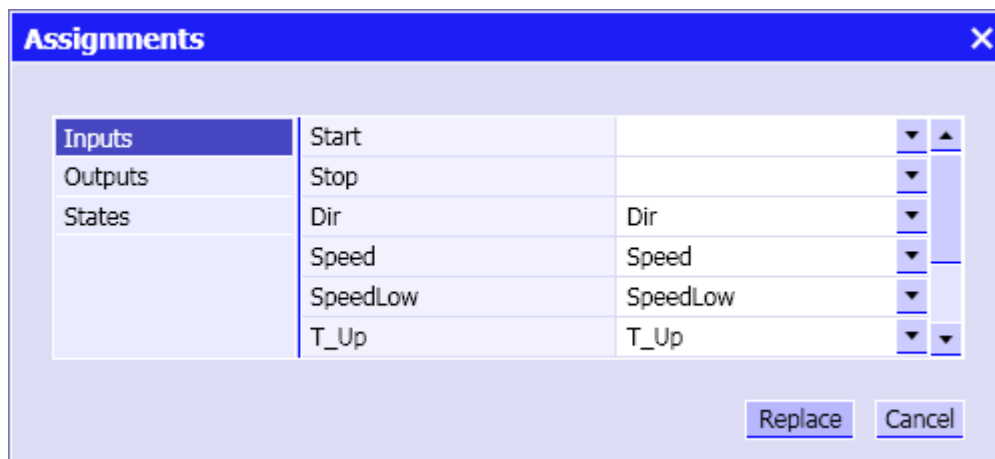 Assignments
Inputs Start
Outputs Stop
States Dir Dir
Speed Speed
SpeedLow SpeedLow
T_Up T_Up
Replace Cancel